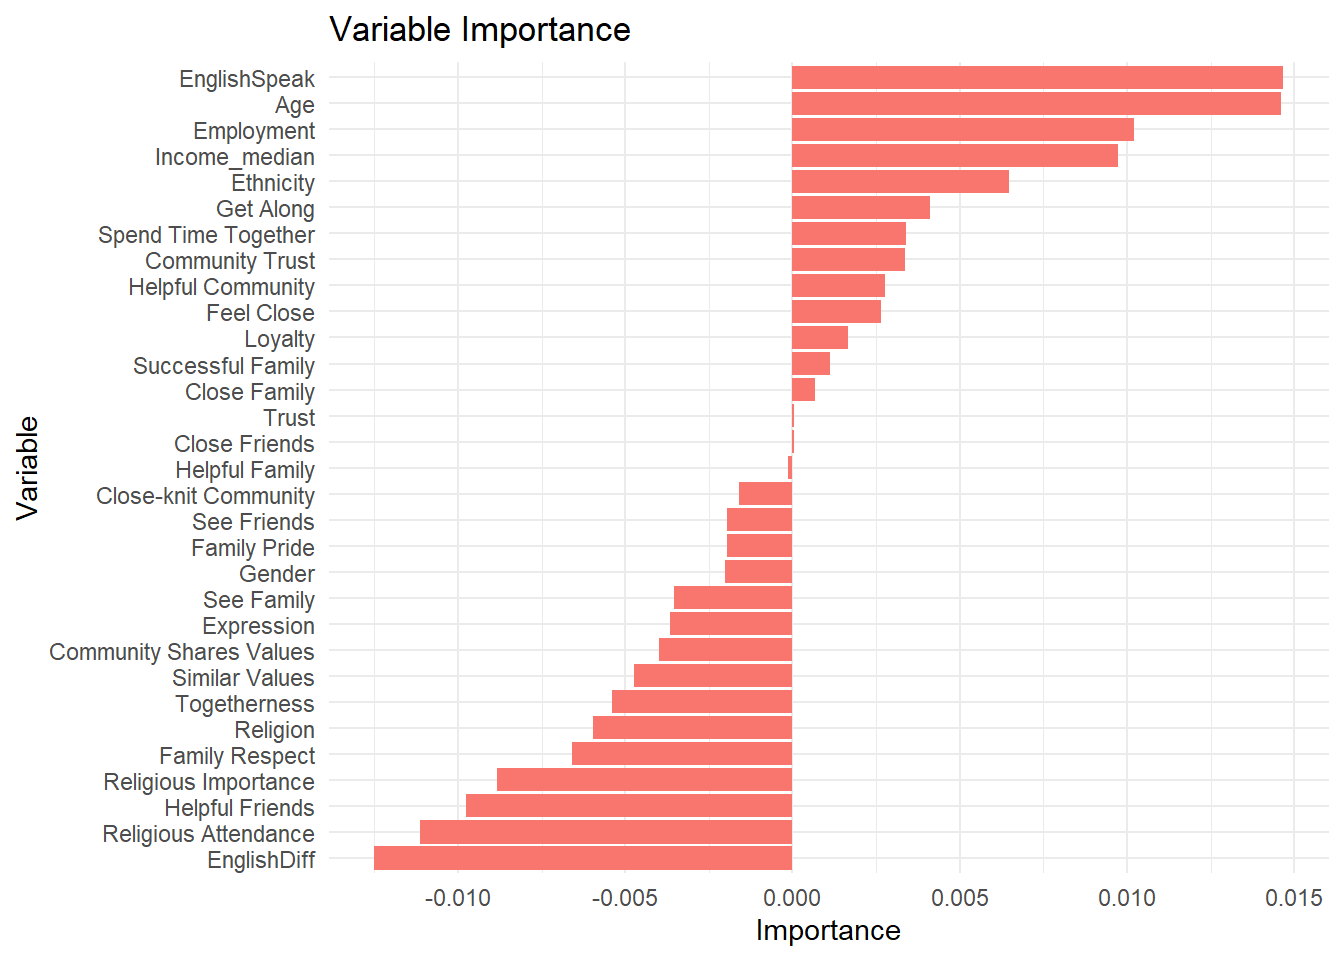 Variable Importance
EnglishSpeak
Age
Employment
Income_median
Ethnicity
Get Along
Spend Time Together
Community Trust
Helpful Community
Feel Close
Loyalty
Successful Family
Close Family
Trust
Close Friends
Helpful Family
Close-knit Community
See Friends
Family Pride
Gender
See Family
Expression
Community Shares Values
Similar Values
Togetherness
Religion
Family Respect
Religious Importance
Helpful Friends
Religious Attendance
EnglishDiff
Variable
-0.010 -0.005 0.000 0.005 0.010 0.015
Importance